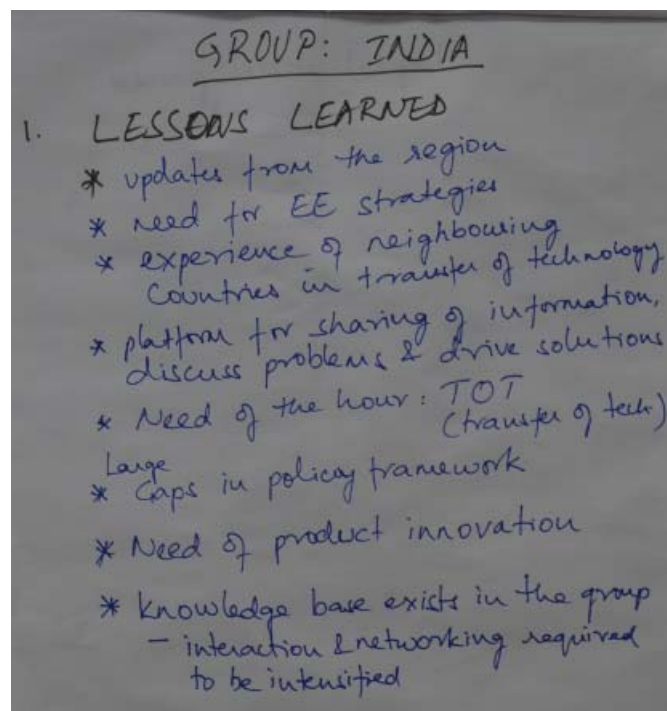 GROUP: INDIA
1. LESSONS LEARNED
* updates from the region
* need for EE strategies
* experience of neighbouring
Countries in transfer of technology
* platform for sharing of information,
discuss problems & drive solutions
* Need of the hour: TOT
(transfer of tech)
Large
* Gaps in policy framework
* Need of product innovation
* knowledge base exists in the group
– interaction & networking required
to be intensified